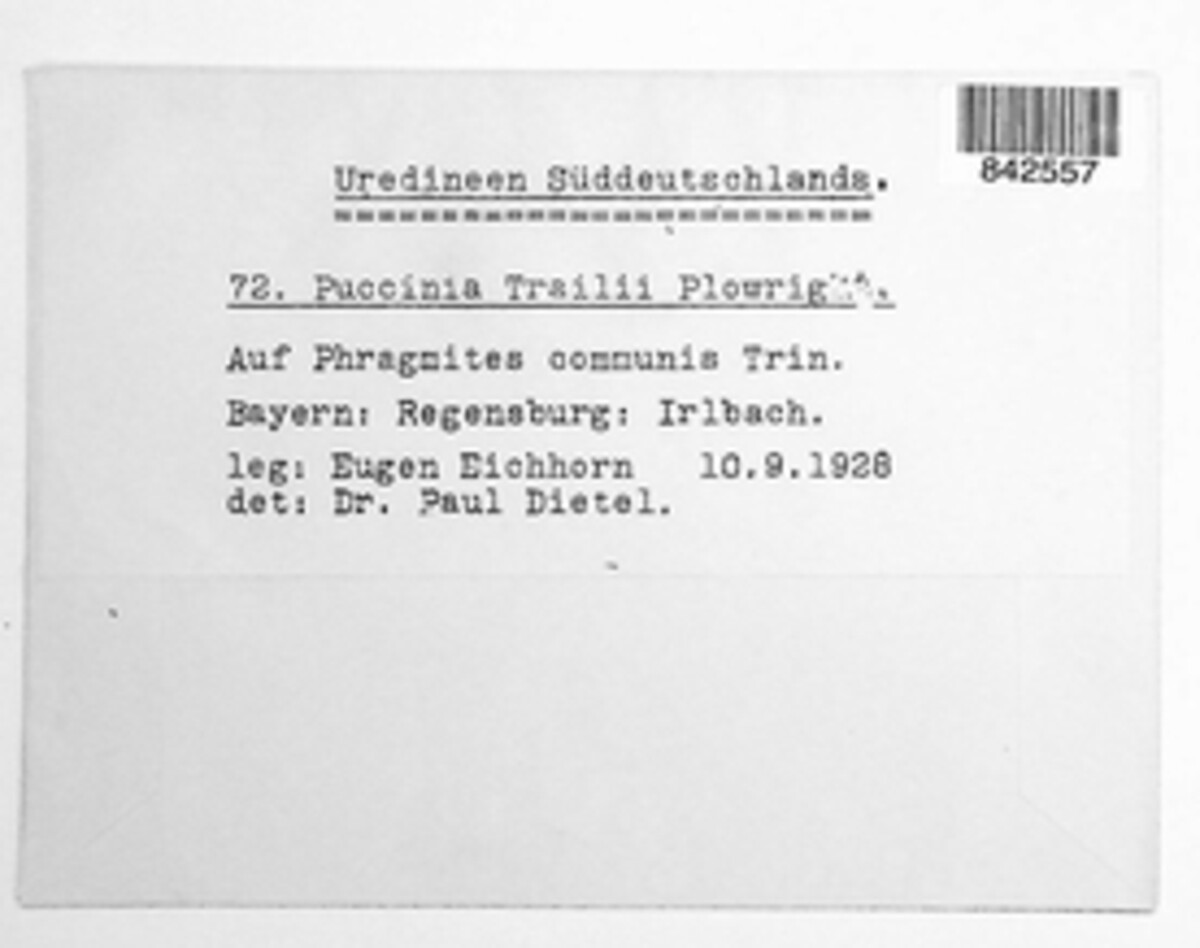 842557
Uredineen Süddeutschlands.
72. Puccinia Trailii
Auf Phragmites communis Trin.
Bayern: Regensburg: Irlbach.
leg: Eugen Eichhorn 10.9.1928
det: Dr. Paul Dietel.